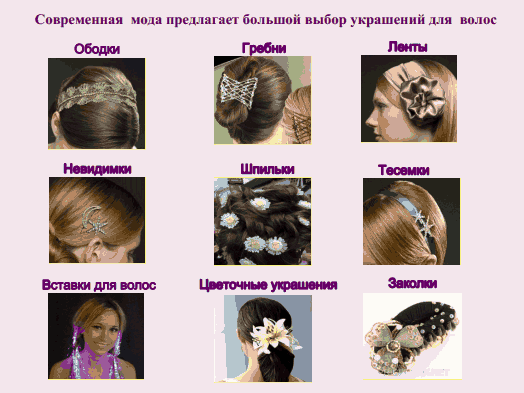 Современная мода предлагает большой выбор украшений для волос
Ободки
Гребни
Ленты
Невидимки
Шпильки
Тесемки
Вставки для волос
Цветочные украшения
Заколки